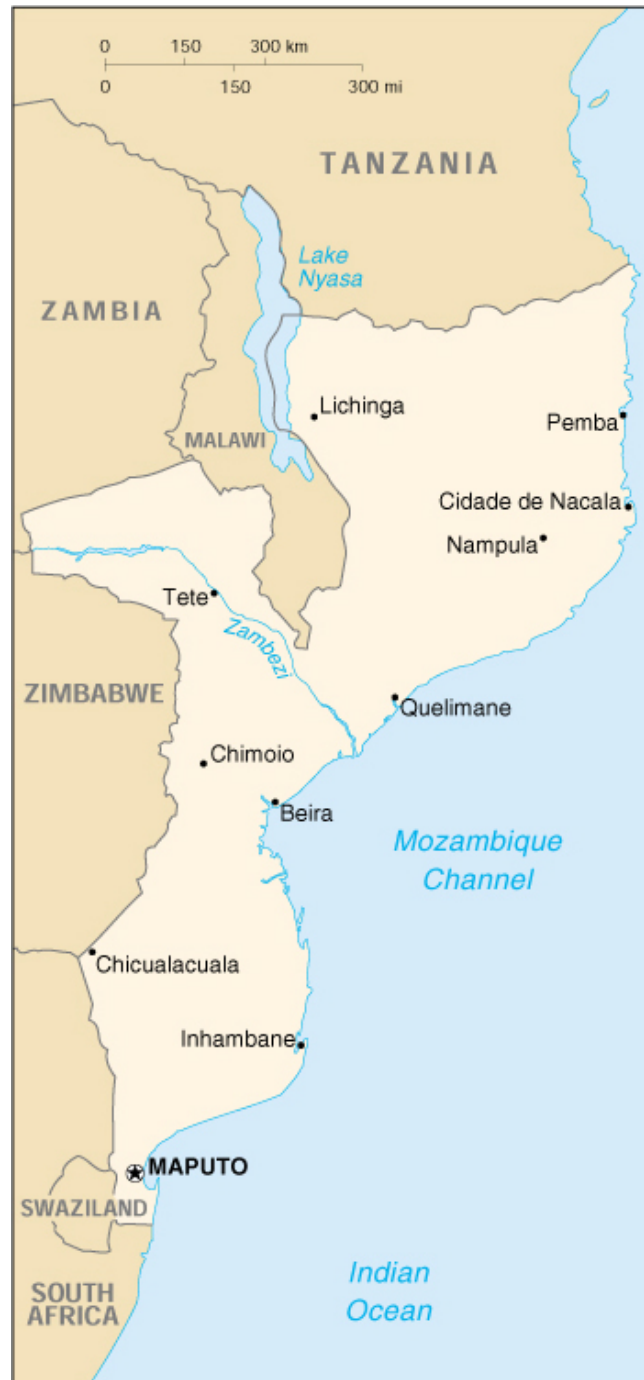 0 150 300 km
0 150 300 mi
TANZANIA
Lake
Nyasa
ZAMBIA
Lichinga
Pemba
MALAWI
Cidade de Nacala
Nampula
Tete
Zambezi
ZIMBABWE
Quelimane
Chimoio
Beira
Mozambique
Channel
Chicualacuala
Inhambane
MAPUTO
SWAZILAND
SOUTH
AFRICA
Indian
Ocean